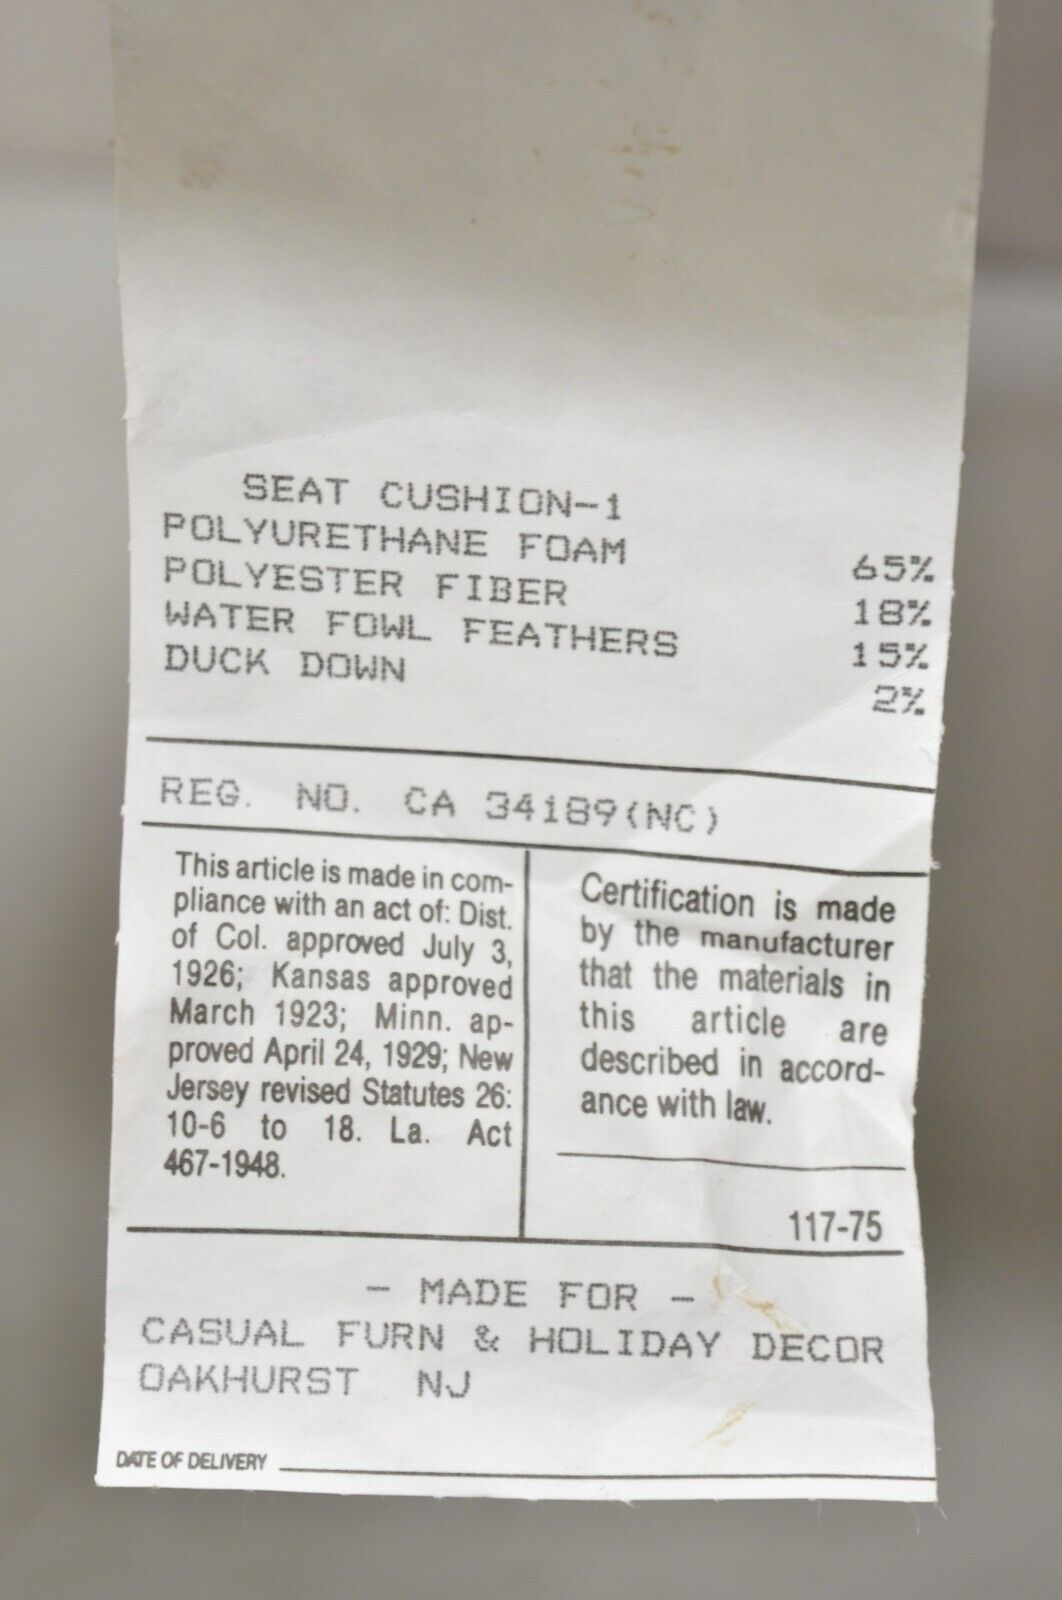 SEAT CUSHION-1
POLYURETHANE FOAM 65%
POLYESTER FIBER 18%
WATER FOWL FEATHERS 15%
DUCK DOWN 2%
REG. NO. CA 34189(NC)
This article is made in com-
pliance with an act of: Dist.
of Col. approved July 3,
1926; Kansas approved
March 1923; Minn. ap-
proved April 24, 1929; New
Jersey revised Statutes 26:
10-6 to 18. La. Act
467-1948.
Certification is made
by the manufacturer
that the materials in
this article are
described in accord-
ance with law.
117-75
- MADE FOR -
CASUAL FURN & HOLIDAY DECOR
OAKHURST NJ
DATE OF DELIVERY